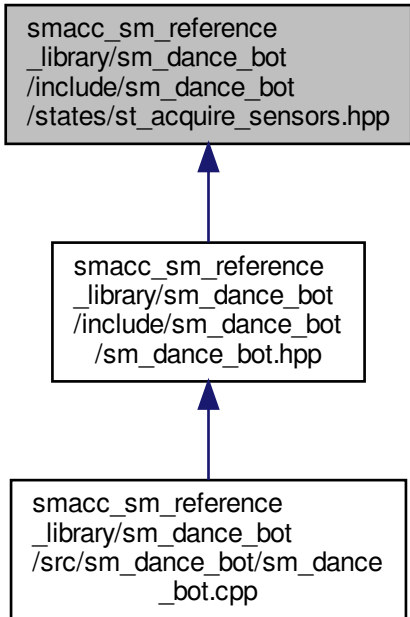 smacc_sm_reference
_library/sm_dance_bot
/include/sm_dance_bot
/states/st_acquire_sensors.hpp
smacc_sm_reference
_library/sm_dance_bot
/include/sm_dance_bot
/sm_dance_bot.hpp
smacc_sm_reference
_library/sm_dance_bot
/src/sm_dance_bot/sm_dance
_bot.cpp